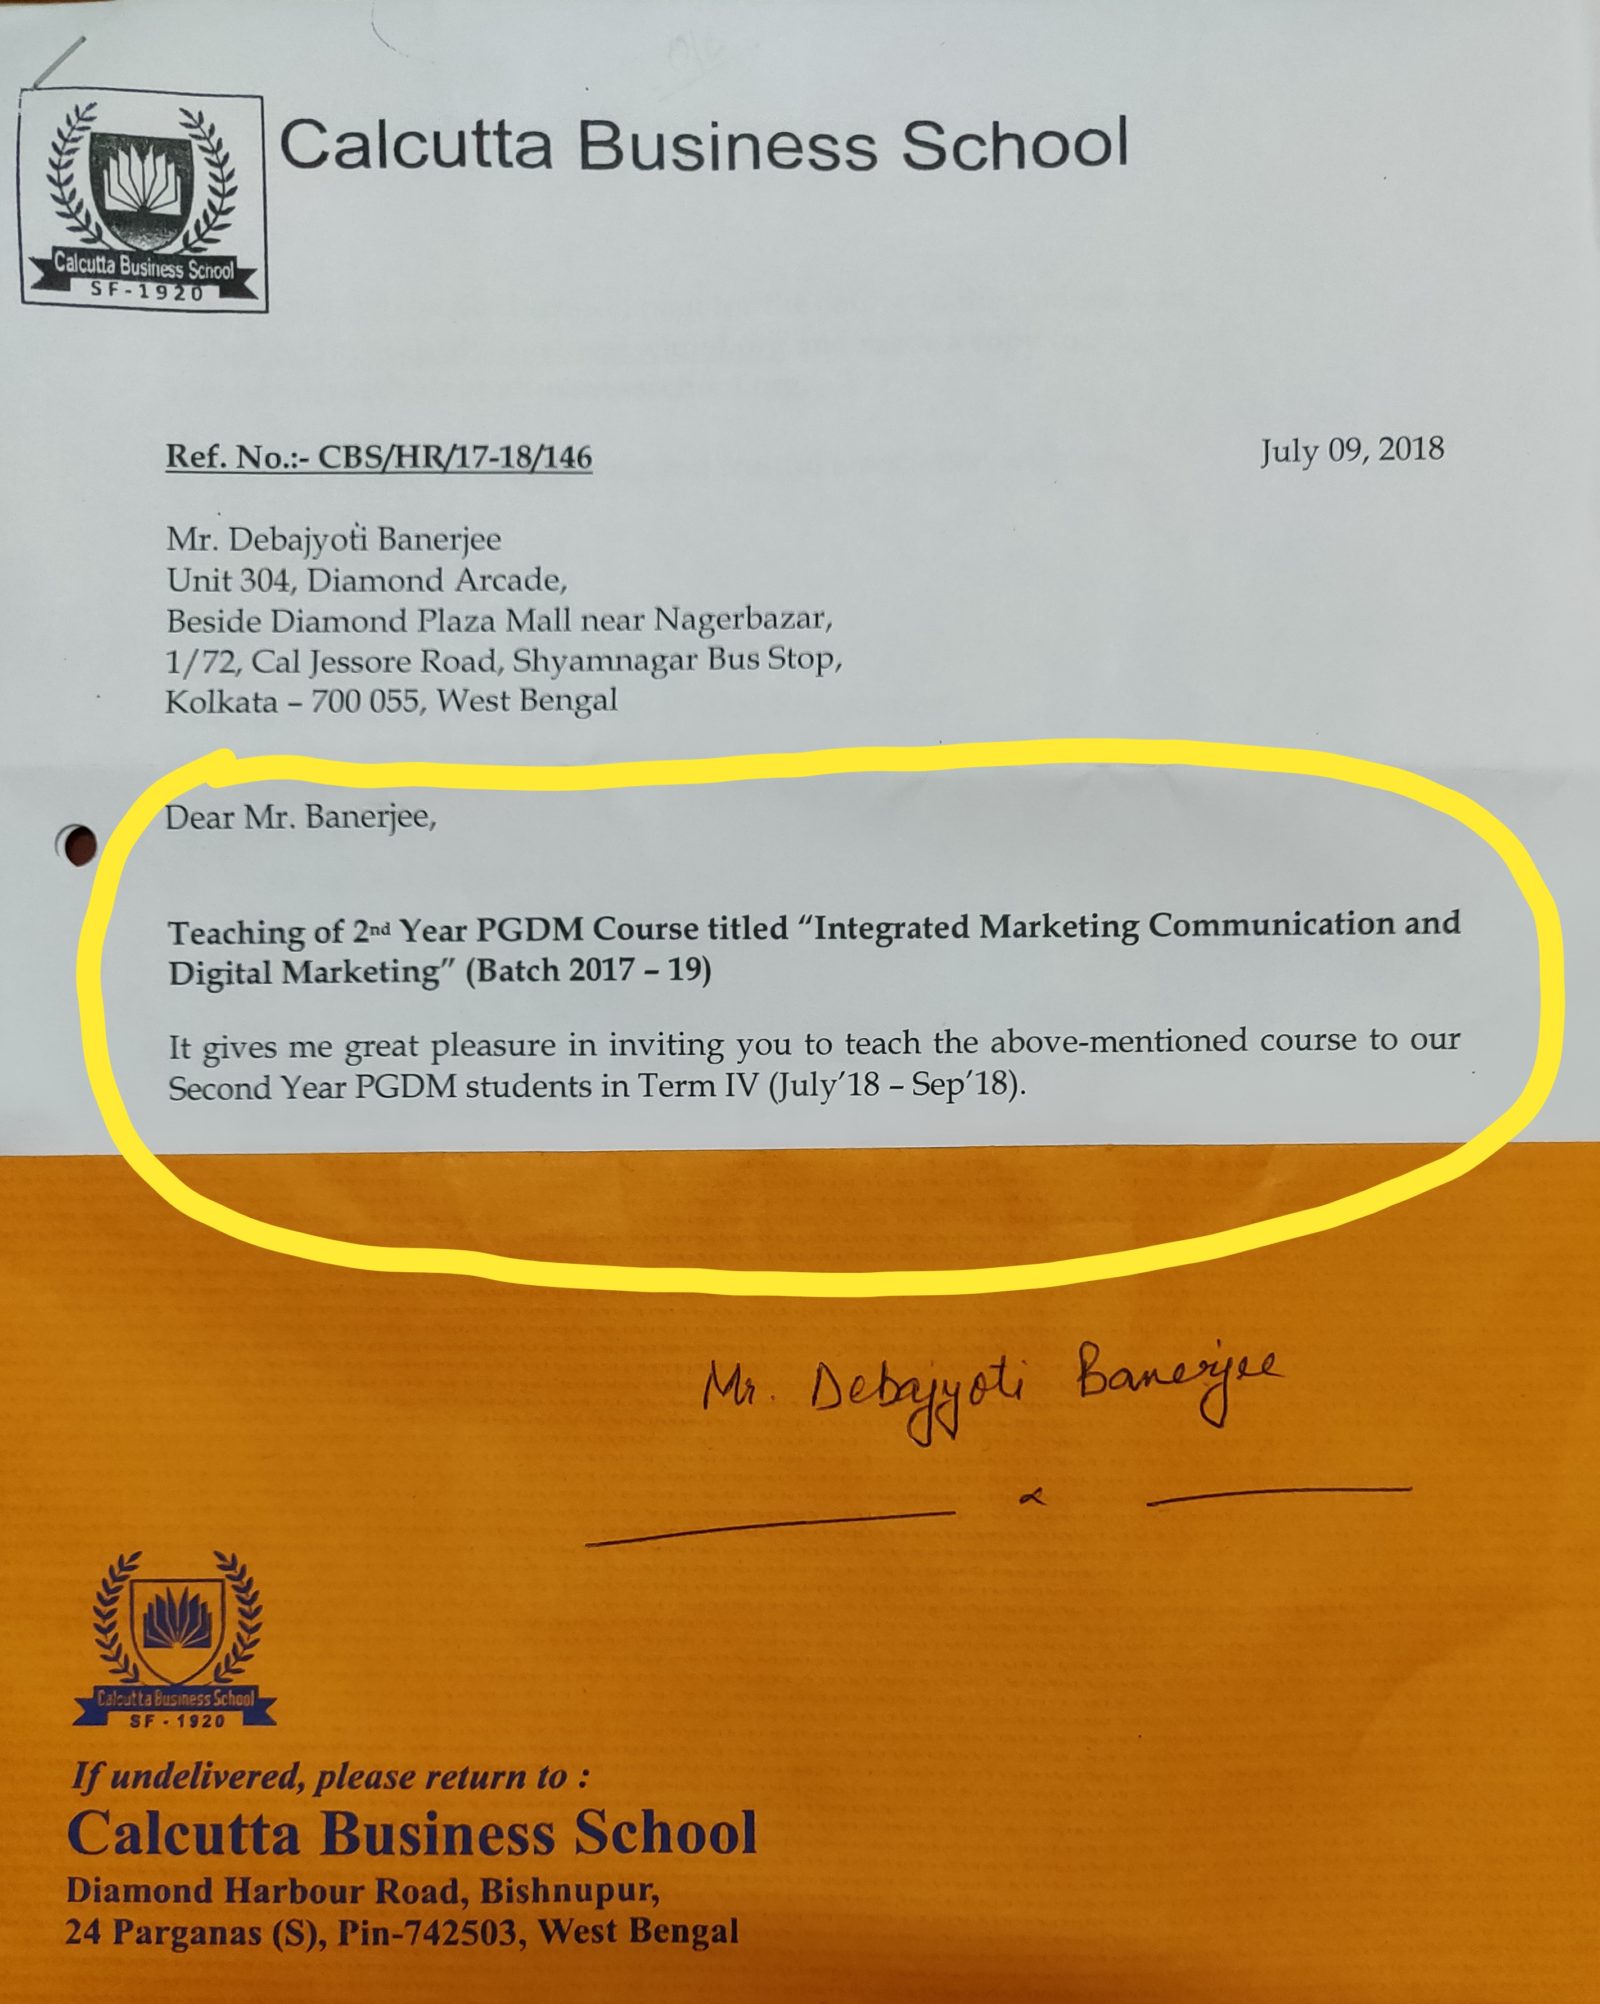 Calcutta Business School
Calcutta Business School
SF-1920
Ref. No.:- CBS/HR/17-18/146
July 09, 2018
Mr. Debajyoti Banerjee
Unit 304, Diamond Arcade,
Beside Diamond Plaza Mall near Nagerbazar,
1/72, Cal Jessore Road, Shyamnagar Bus Stop,
Kolkata – 700 055, West Bengal
Dear Mr. Banerjee,
Teaching of 2nd Year PGDM Course titled “Integrated Marketing Communication and
Digital Marketing” (Batch 2017 – 19)
It gives me great pleasure in inviting you to teach the above-mentioned course to our
Second Year PGDM students in Term IV (July’18 – Sep’18).
Mr. Debajyoti Banerjee
Calcutta Business School
SF - 1920
If undelivered, please return to :
Calcutta Business School
Diamond Harbour Road, Bishnupur,
24 Parganas (S), Pin-742503, West Bengal